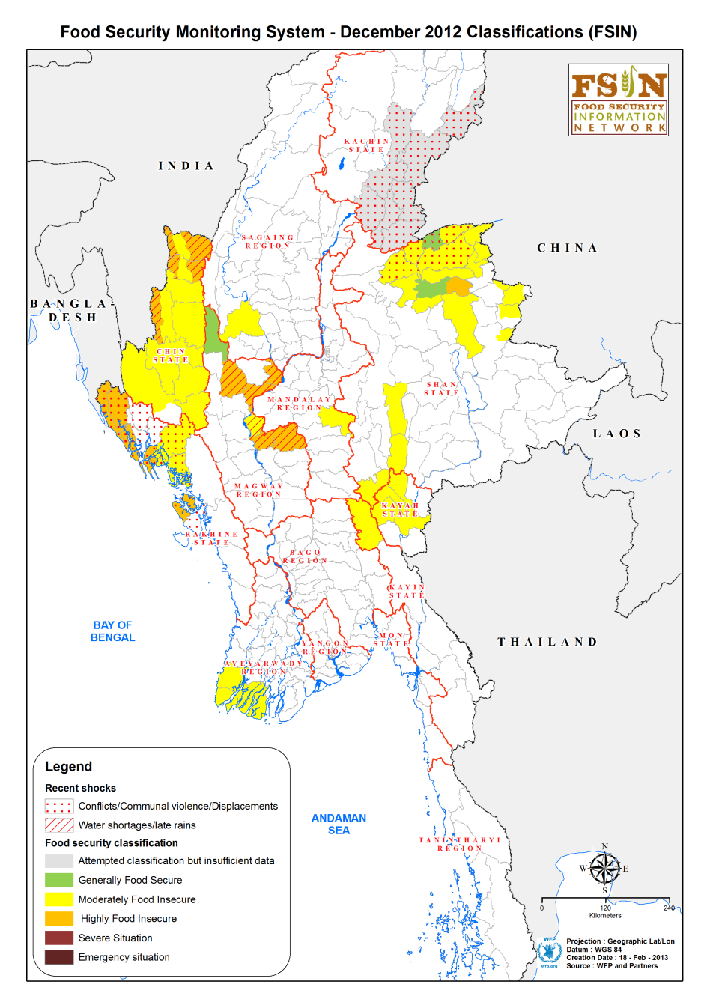 Food Security Monitoring System - December 2012 Classifications (FSIN)
FSIN
FOOD SECURITY
INFORMATION
NETWORK
KACHIN
STATE
INDIA
SAGAING
REGION
CHINA
BANGLA-
DESH
CHIN
STATE
SHAN
STATE
MANDALAY
REGION
LAOS
MAGWAY
REGION
KAYAH
STATE
RAKHINE
STATE
BAGO
REGION
KAYIN
STATE
BAY OF
BENGAL
MON
STATE
YANGON
REGION
THAILAND
AYEYARWADY
REGION
Legend
Recent shocks
Conflicts/Communal violence/Displacements
Water shortages/late rains
Food security classification
Attempted classification but insufficient data
Generally Food Secure
Moderately Food Insecure
Highly Food Insecure
Severe Situation
Emergency situation
ANDAMAN
SEA
TANINTHARYI
REGION
N
W
E
S
0 120 240
Kilometers
WFP
wfp.org
Projection : Geographic Lat/Lon
Datum : WGS 84
Creation Date : 18 - Feb - 2013
Source : WFP and Partners